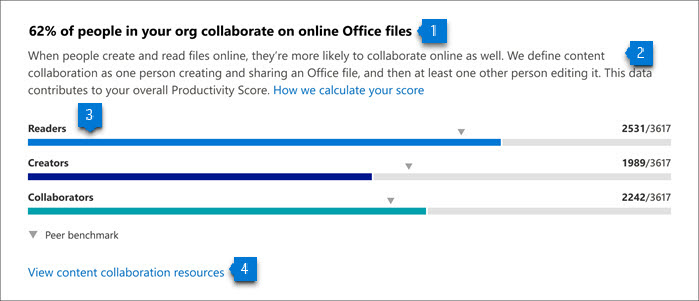 62% of people in your org collaborate on online Office files 1
When people create and read files online, they're more likely to collaborate online as well. We define content 2
collaboration as one person creating and sharing an Office file, and then at least one other person editing it. This data
contributes to your overall Productivity Score. How we calculate your score
3
Readers 2531/3617
Creators 1989/3617
Collaborators 2242/3617
Peer benchmark
View content collaboration resources 4